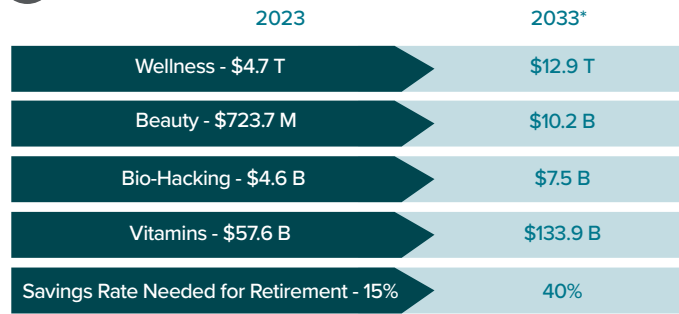 2023 2033*
Wellness - $4.7 T $12.9 T
Beauty - $723.7 M $10.2 B
Bio-Hacking - $4.6 B $7.5 B
Vitamins - $57.6 B $133.9 B
Savings Rate Needed for Retirement - 15% 40%